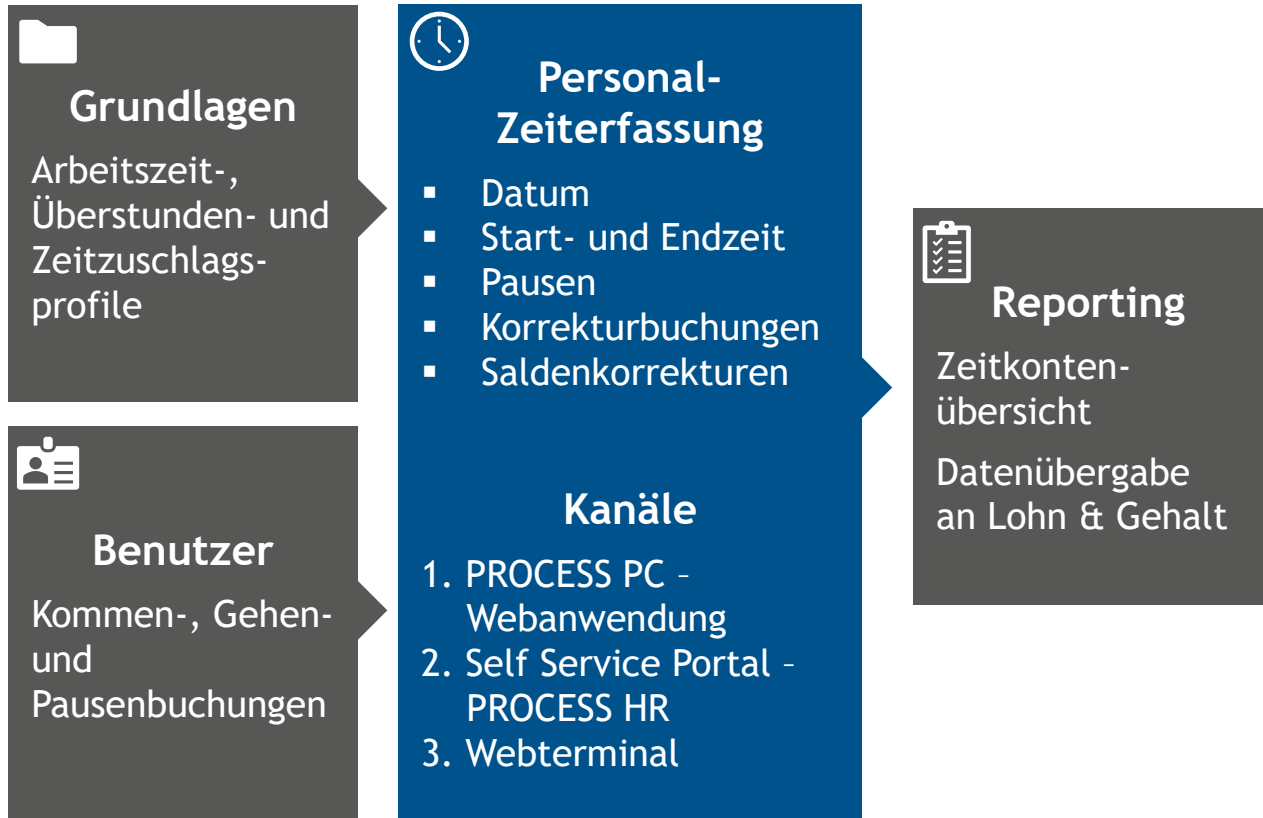 Grundlagen
Arbeitszeit-,
Überstunden- und
Zeitzuschlags-
profile
Benutzer
Kommen-, Gehen-
und
Pausenbuchungen
Personal-
Zeiterfassung
▪ Datum
▪ Start- und Endzeit
▪ Pausen
▪ Korrekturbuchungen
▪ Saldenkorrekturen
Kanäle
1. PROCESS PC –
Webanwendung
2. Self Service Portal –
PROCESS HR
3. Webterminal
Reporting
Zeitkonten-
übersicht
Datenübergabe
an Lohn & Gehalt